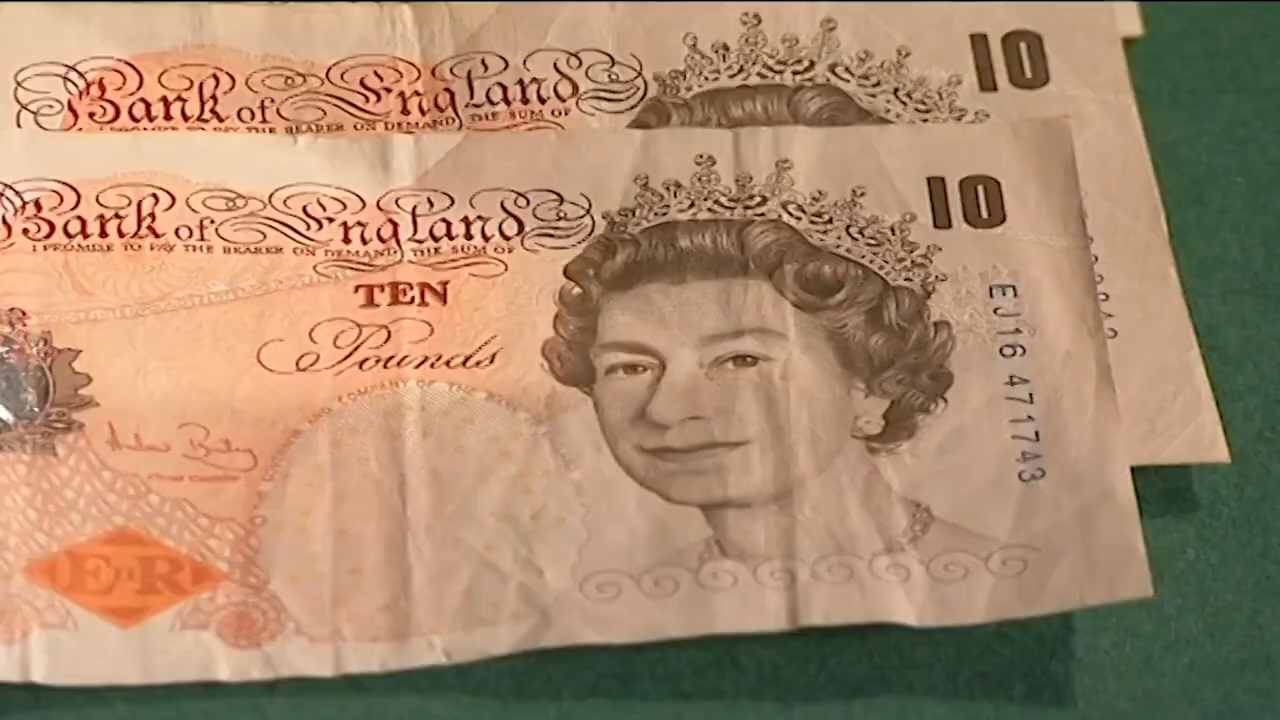 Bank of England
I PROMISE TO PAY THE BEARER ON DEMAND THE SUM OF
10
Bank of England
I PROMISE TO PAY THE BEARER ON DEMAND THE SUM OF
10
TEN
Pounds
EJ16 471743
E II R